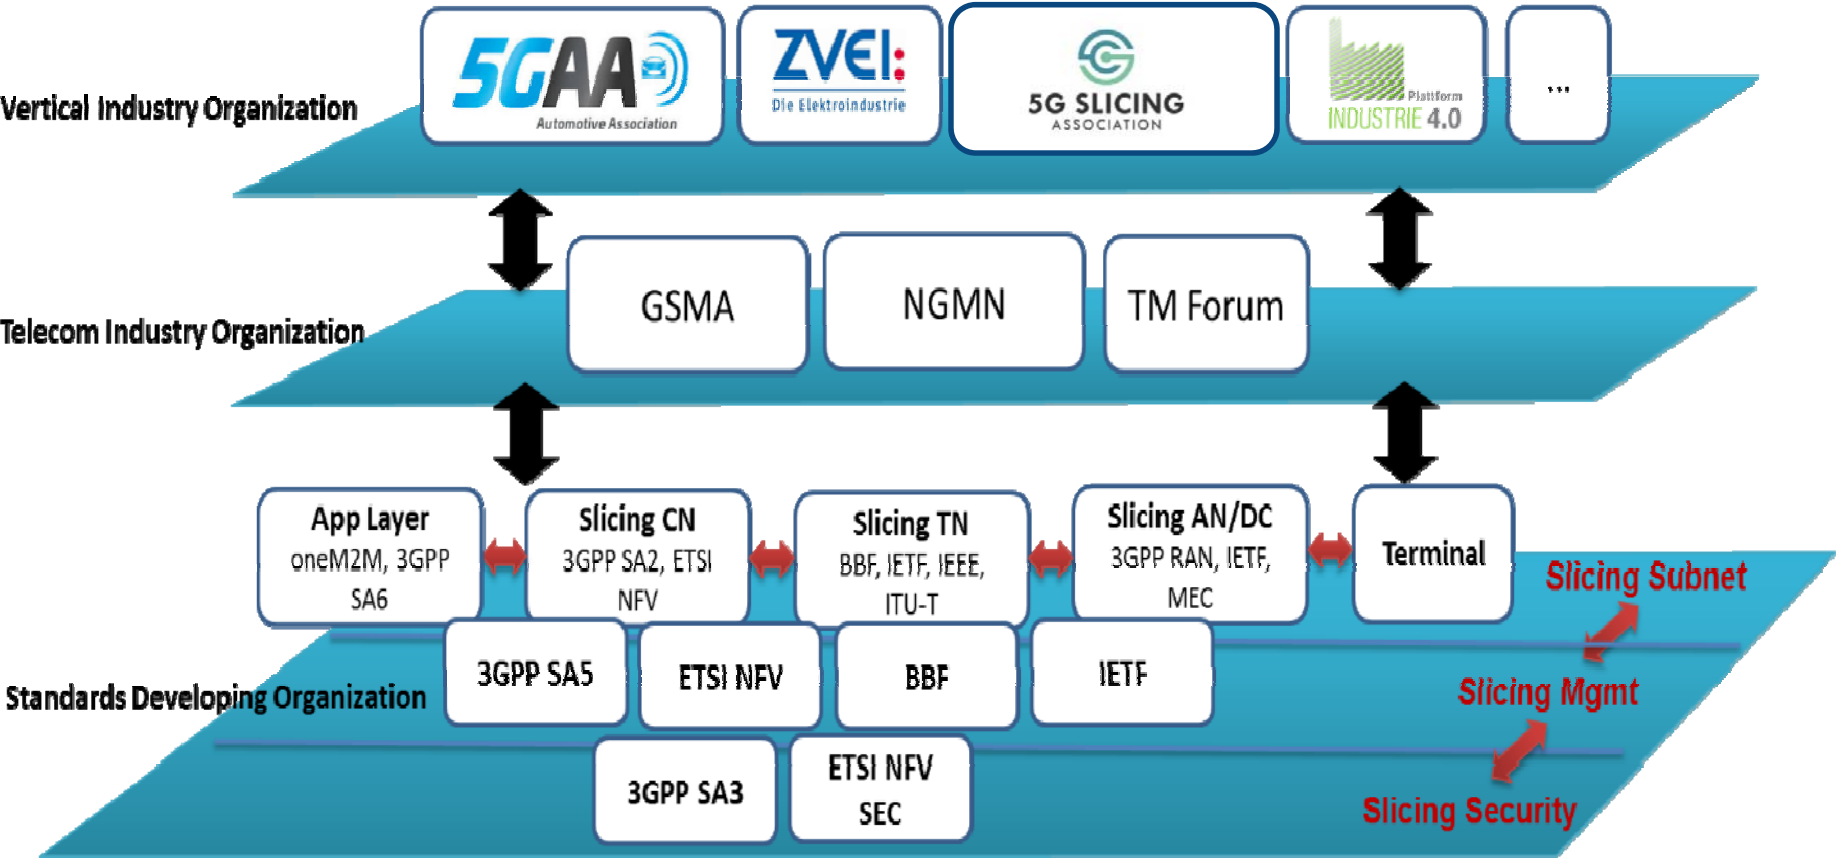 Vertical Industry Organization
5GAA
Automotive Association
ZVEI:
Die Elektroindustrie
5G SLICING
ASSOCIATION
Plattform
INDUSTRIE 4.0
...
Telecom Industry Organization
GSMA
NGMN
TM Forum
App Layer
oneM2M, 3GPP
SA6
Slicing CN
3GPP SA2, ETSI
NFV
Slicing TN
BBF, IETF, IEEE,
ITU-T
Slicing AN/DC
3GPP RAN, IETF,
MEC
Terminal
Slicing Subnet
Standards Developing Organization
3GPP SA5
ETSI NFV
BBF
IETF
Slicing Mgmt
3GPP SA3
ETSI NFV
SEC
Slicing Security